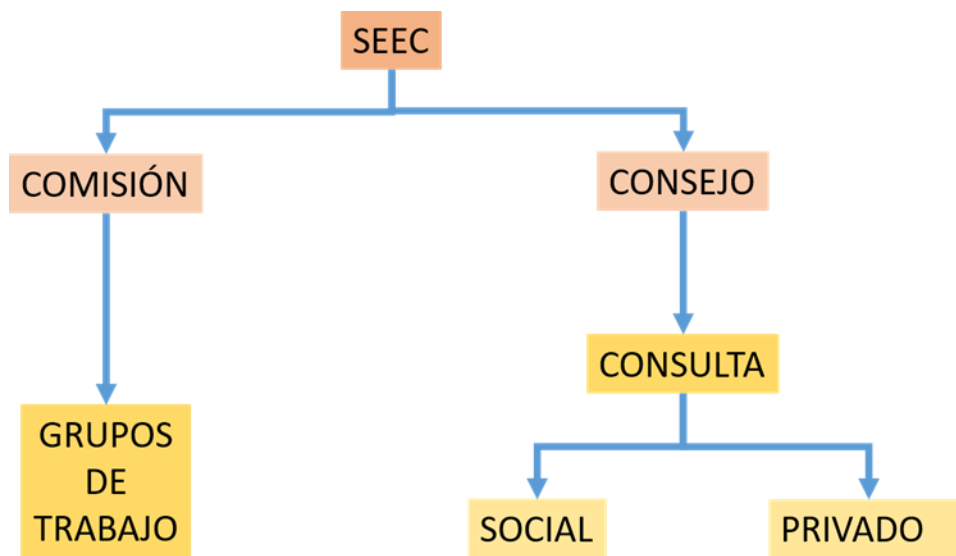 SEEC
COMISIÓN
CONSEJO
CONSULTA
GRUPOS
DE
TRABAJO
SOCIAL
PRIVADO